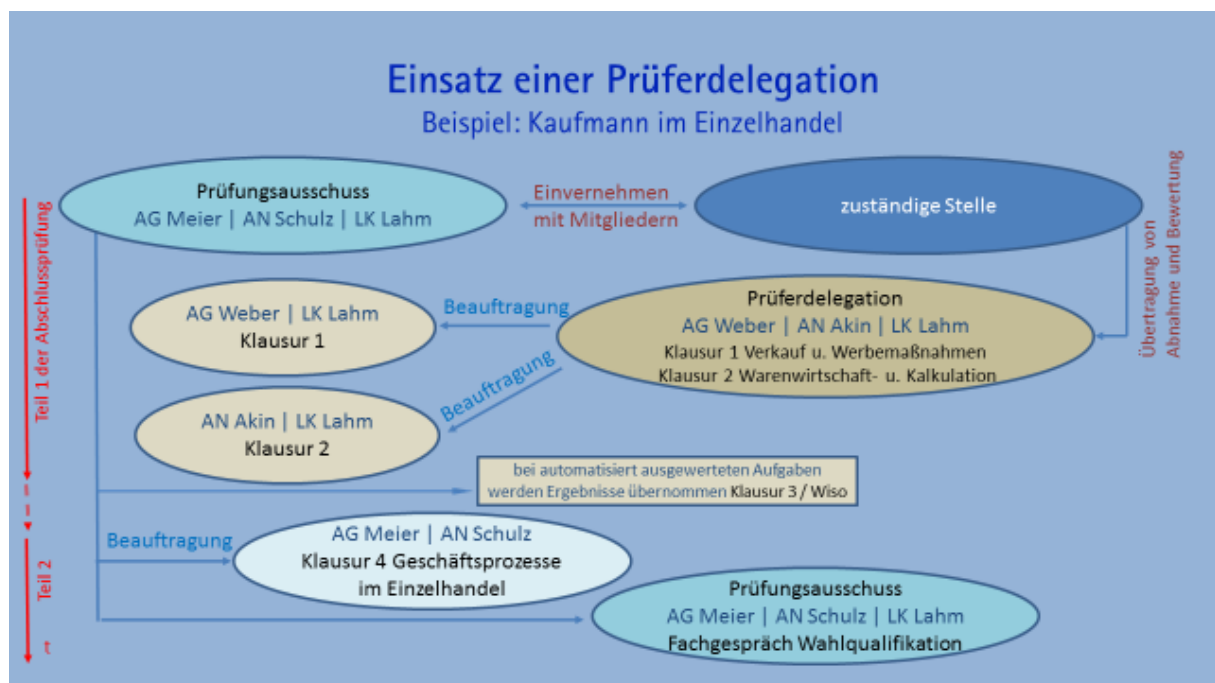 Einsatz einer Prüferdelegation
Beispiel: Kaufmann im Einzelhandel
Prüfungsausschuss
AG Meier | AN Schulz | LK Lahm
Einvernehmen
mit Mitgliedern
zuständige Stelle
Übertragung von
Abnahme und Bewertung
Teil 1 der Abschlussprüfung
AG Weber | LK Lahm
Klausur 1
Beauftragung
Prüferdelegation
AG Weber | AN Akin | LK Lahm
Klausur 1 Verkauf u. Werbemaßnahmen
Klausur 2 Warenwirtschaft- u. Kalkulation
Beauftragung
AN Akin | LK Lahm
Klausur 2
bei automatisiert ausgewerteten Aufgaben
werden Ergebnisse übernommen Klausur 3 / Wiso
Beauftragung
AG Meier | AN Schulz
Klausur 4 Geschäftsprozesse
im Einzelhandel
Teil 2
Prüfungsausschuss
AG Meier | AN Schulz | LK Lahm
Fachgespräch Wahlqualifikation
t